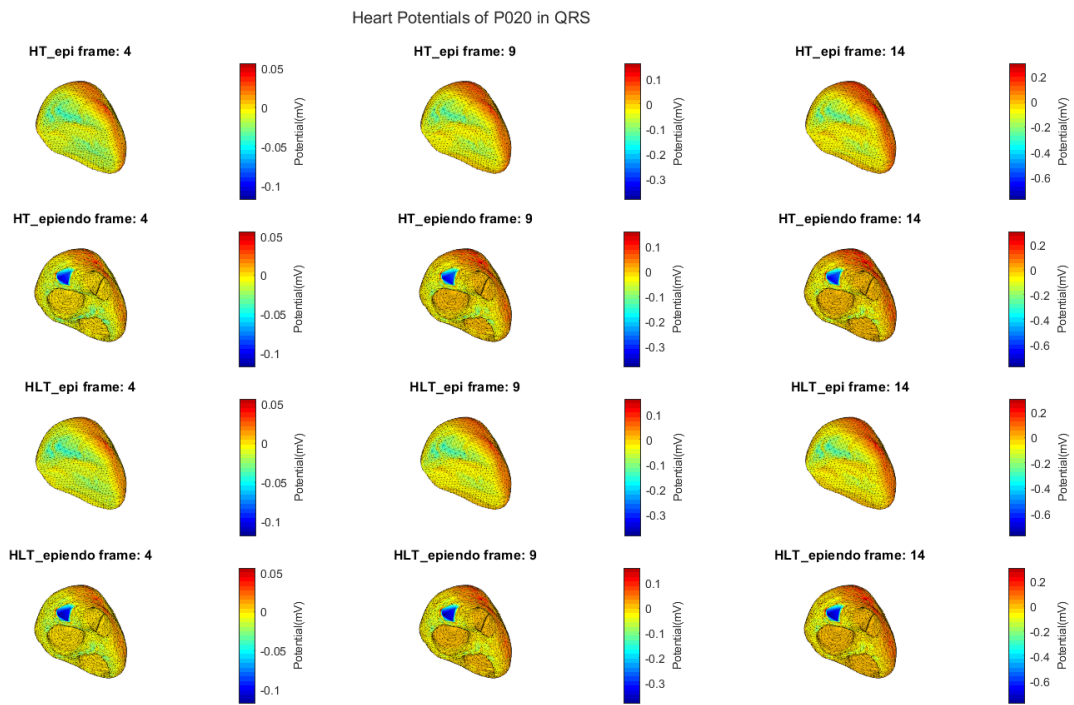 Heart Potentials of P020 in QRS
HT_epi frame: 4
0.05
0
-0.05
-0.1
Potential(mV)
HT_epi frame: 9
0.1
0
-0.1
-0.2
-0.3
Potential(mV)
HT_epi frame: 14
0.2
0
-0.2
-0.4
-0.6
Potential(mV)
HT_epiendo frame: 4
0.05
0
-0.05
-0.1
Potential(mV)
HT_epiendo frame: 9
0.1
0
-0.1
-0.2
-0.3
Potential(mV)
HT_epiendo frame: 14
0.2
0
-0.2
-0.4
-0.6
Potential(mV)
HLT_epi frame: 4
0.05
0
-0.05
-0.1
Potential(mV)
HLT_epi frame: 9
0.1
0
-0.1
-0.2
-0.3
Potential(mV)
HLT_epi frame: 14
0.2
0
-0.2
-0.4
-0.6
Potential(mV)
HLT_epiendo frame: 4
0.05
0
-0.05
-0.1
Potential(mV)
HLT_epiendo frame: 9
0.1
0
-0.1
-0.2
-0.3
Potential(mV)
HLT_epiendo frame: 14
0.2
0
-0.2
-0.4
-0.6
Potential(mV)